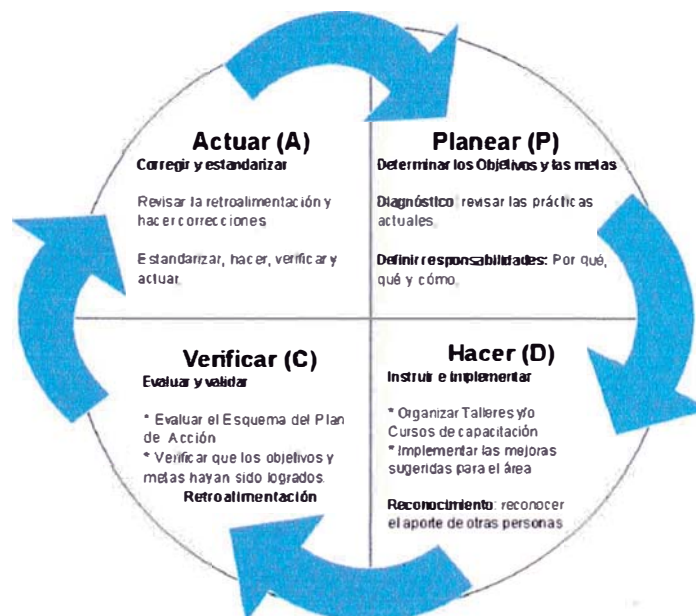 Actuar (A)
Corregir y estandarizar
Revisar la retroalimentación y
hacer correcciones
Estandarizar, hacer, verificar y
actuar.
Planear (P)
Determinar los Objetivos y las metas
Diagnóstico: revisar las prácticas
actuales.
Definir responsabilidades: Por qué,
qué y cómo.
Verificar (C)
Evaluar y validar
* Evaluar el Esquema del Plan
de Acción
* Verificar que los objetivos y
metas hayan sido logrados.
Retroalimentación
Hacer (D)
Instruir e Implementar
* Organizar Talleres y/o
Cursos de capacitación
* Implementar las mejoras
sugeridas para el área
Reconocimiento: reconocer
el aporte de otras personas